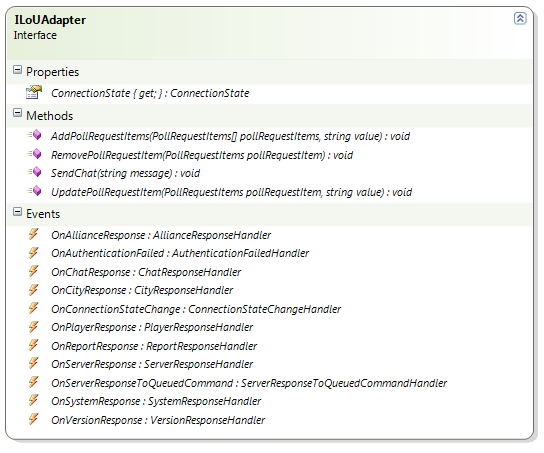 ILoUAdapter
Interface
Properties
ConnectionState { get; } : ConnectionState
Methods
AddPollRequestItems(PollRequestItems[] pollRequestItems, string value) : void
RemovePollRequestItem(PollRequestItems pollRequestItem) : void
SendChat(string message) : void
UpdatePollRequestItem(PollRequestItems pollRequestItem, string value) : void
Events
OnAllianceResponse : AllianceResponseHandler
OnAuthenticationFailed : AuthenticationFailedHandler
OnChatResponse : ChatResponseHandler
OnCityResponse : CityResponseHandler
OnConnectionStateChange : ConnectionStateChangeHandler
OnPlayerResponse : PlayerResponseHandler
OnReportResponse : ReportResponseHandler
OnServerResponse : ServerResponseHandler
OnServerResponseToQueuedCommand : ServerResponseToQueuedCommandHandler
OnSystemResponse : SystemResponseHandler
OnVersionResponse : VersionResponseHandler